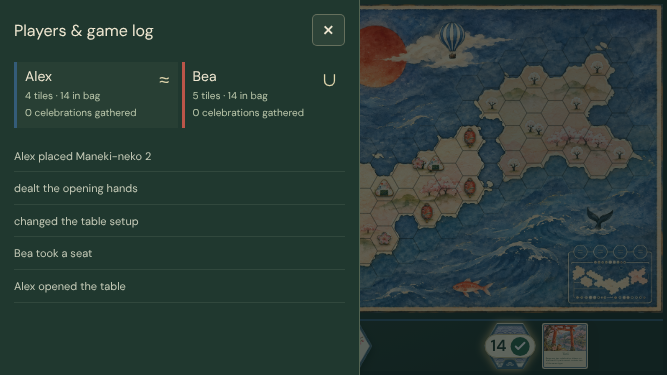 Players & game log
Alex
4 tiles · 14 in bag
0 celebrations gathered
Bea
5 tiles · 14 in bag
0 celebrations gathered
Alex placed Maneki-neko 2
dealt the opening hands
changed the table setup
Bea took a seat
Alex opened the table
14